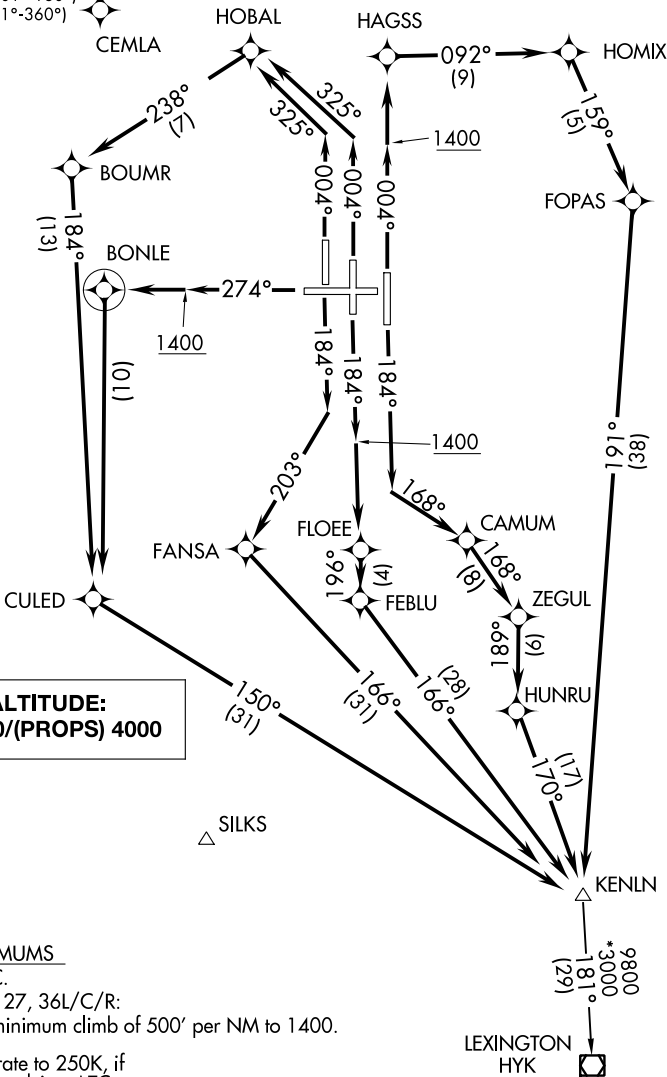 1°-360°)
CEMLA
HOBAL
HAGSS
HOMIX
092°
(9)
238°
(7)
325°
325°
1400
159°
(5)
BOUMR
FOPAS
004°
004°
004°
184°
(13)
BONLE
274°
1400
(10)
184°
184°
184°
191°
(38)
1400
203°
168°
CAMUM
FANSA
FLOEE
199°
(4)
168°
(8)
CULED
FEBLU
ZEGUL
189°
(9)
HUNRU
ALTITUDE:
0/(PROPS) 4000
150°
(31)
166°
(31)
(28)
166°
(17)
170°
SILKS
KENLN
9800
*3000
181°
(29)
MUMS
C.
27, 36L/C/R:
minimum climb of 500' per NM to 1400.
rate to 250K, if
LEXINGTON
HYK